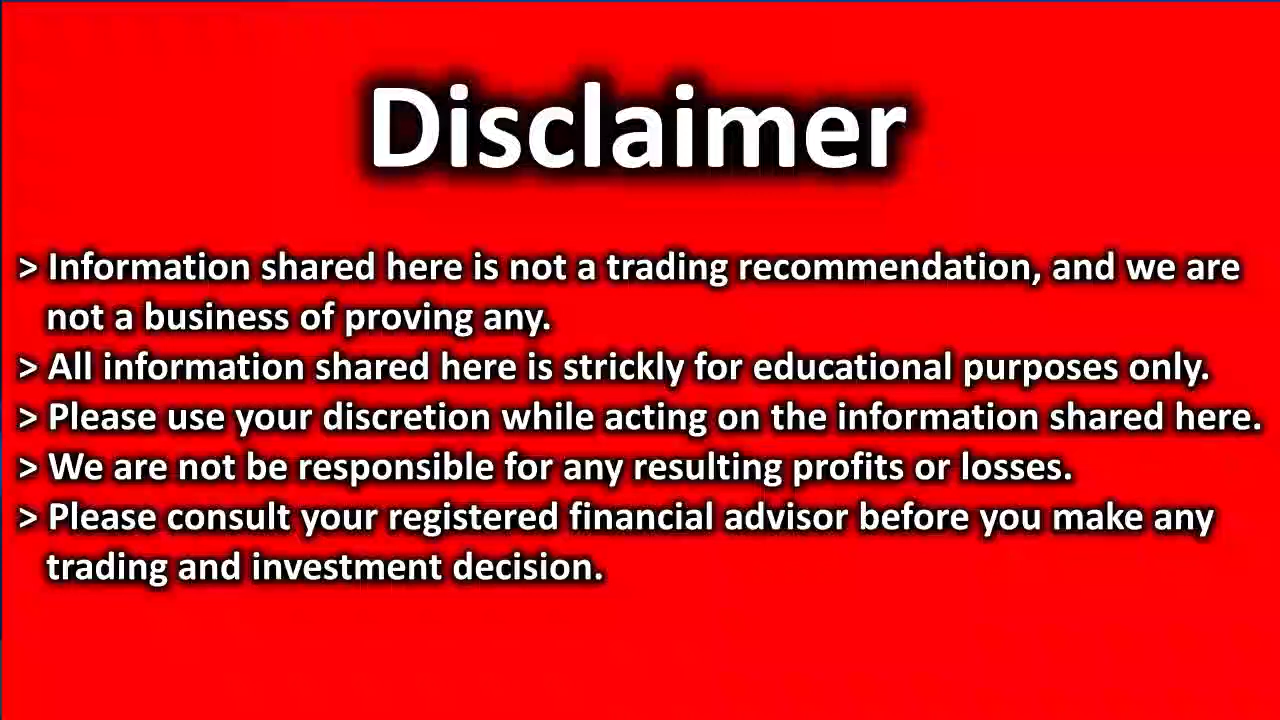 Disclaimer
> Information shared here is not a trading recommendation, and we are
not a business of proving any.
> All information shared here is strickly for educational purposes only.
> Please use your discretion while acting on the information shared here.
> We are not be responsible for any resulting profits or losses.
> Please consult your registered financial advisor before you make any
trading and investment decision.